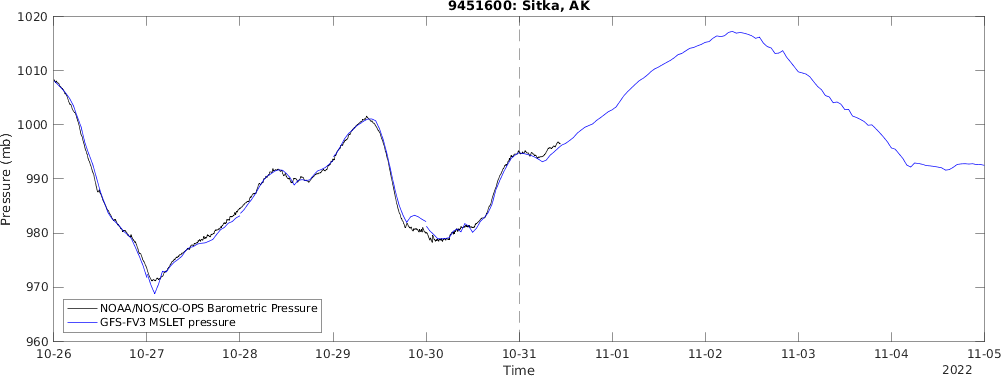 9451600: Sitka, AK
1020
1010
1000
990
980
970
960
Pressure (mb)
NOAA/NOS/CO-OPS Barometric Pressure
GFS-FV3 MSLET pressure
10-26 10-27 10-28 10-29 10-30 10-31 11-01 11-02 11-03 11-04 11-05
Time
2022